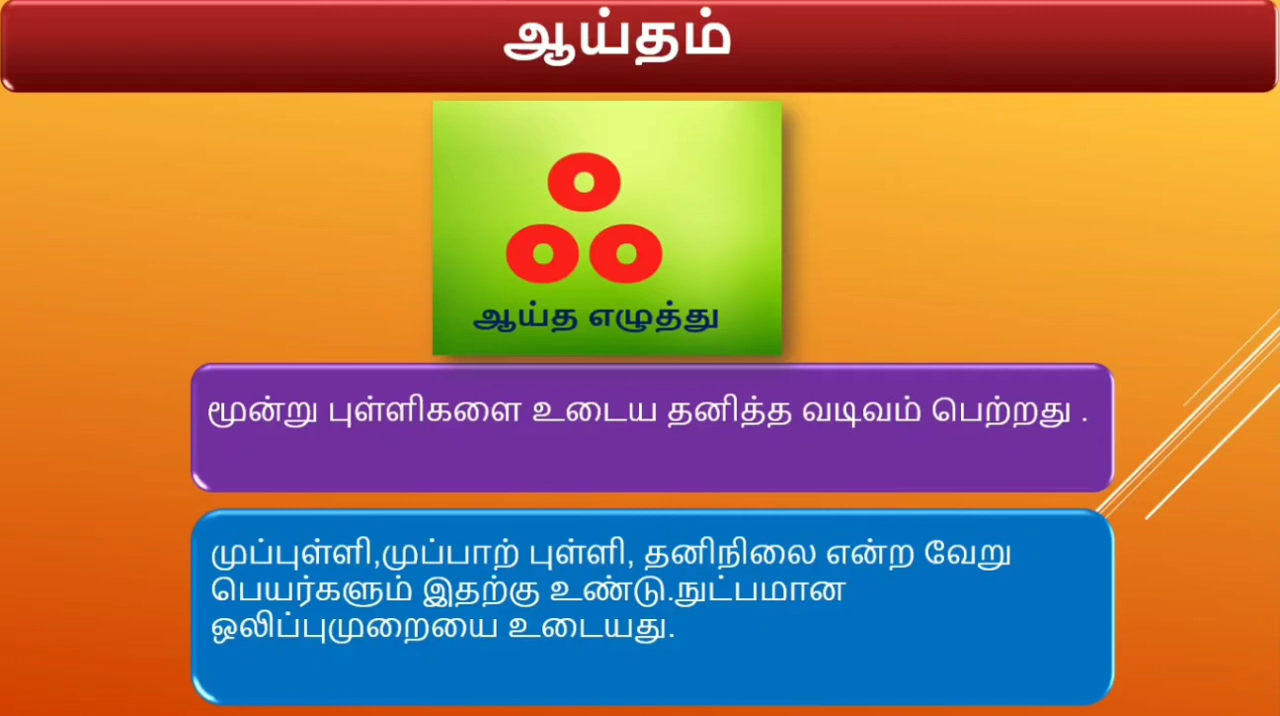 ஆய்தம்
ஃ
ஆய்த எழுத்து
மூன்று புள்ளிகளை உடைய தனித்த வடிவம் பெற்றது .
முப்புள்ளி,முப்பாற் புள்ளி, தனிநிலை என்ற வேறு
பெயர்களும் இதற்கு உண்டு.நுட்பமான
ஒலிப்புமுறையை உடையது.